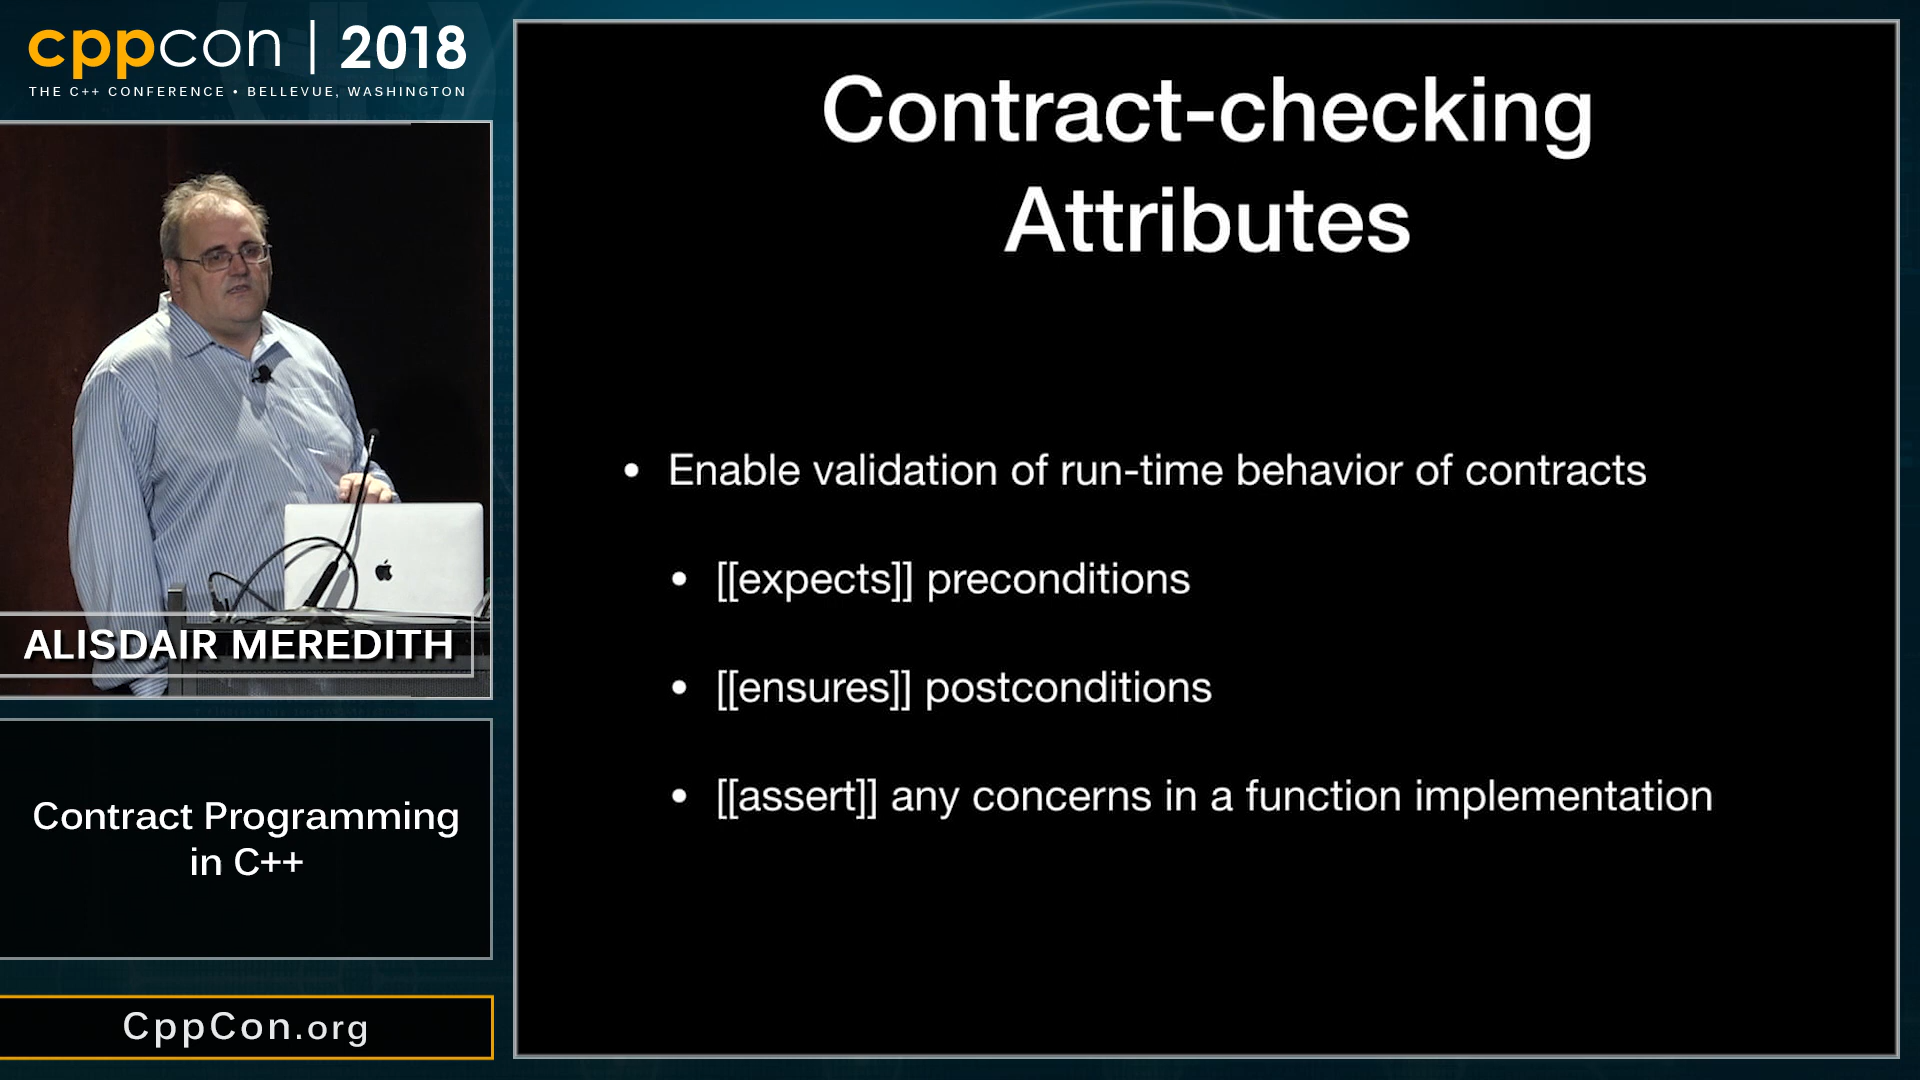 cppcon | 2018
THE C++ CONFERENCE • BELLEVUE, WASHINGTON
ALISDAIR MEREDITH
Contract Programming
in C++
CppCon.org
Contract-checking
Attributes
• Enable validation of run-time behavior of contracts
• [[expects]] preconditions
• [[ensures]] postconditions
• [[assert]] any concerns in a function implementation